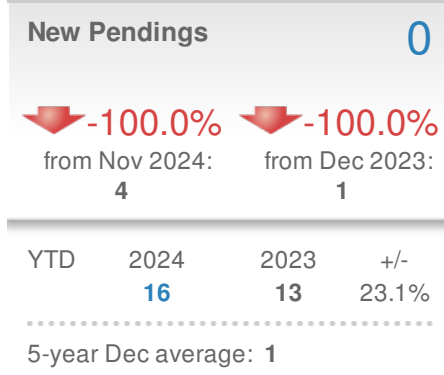 New Pendings 0
-100.0% -100.0%
from Nov 2024: from Dec 2023:
4 1
YTD 2024 2023 +/-
16 13 23.1%
5-year Dec average: 1